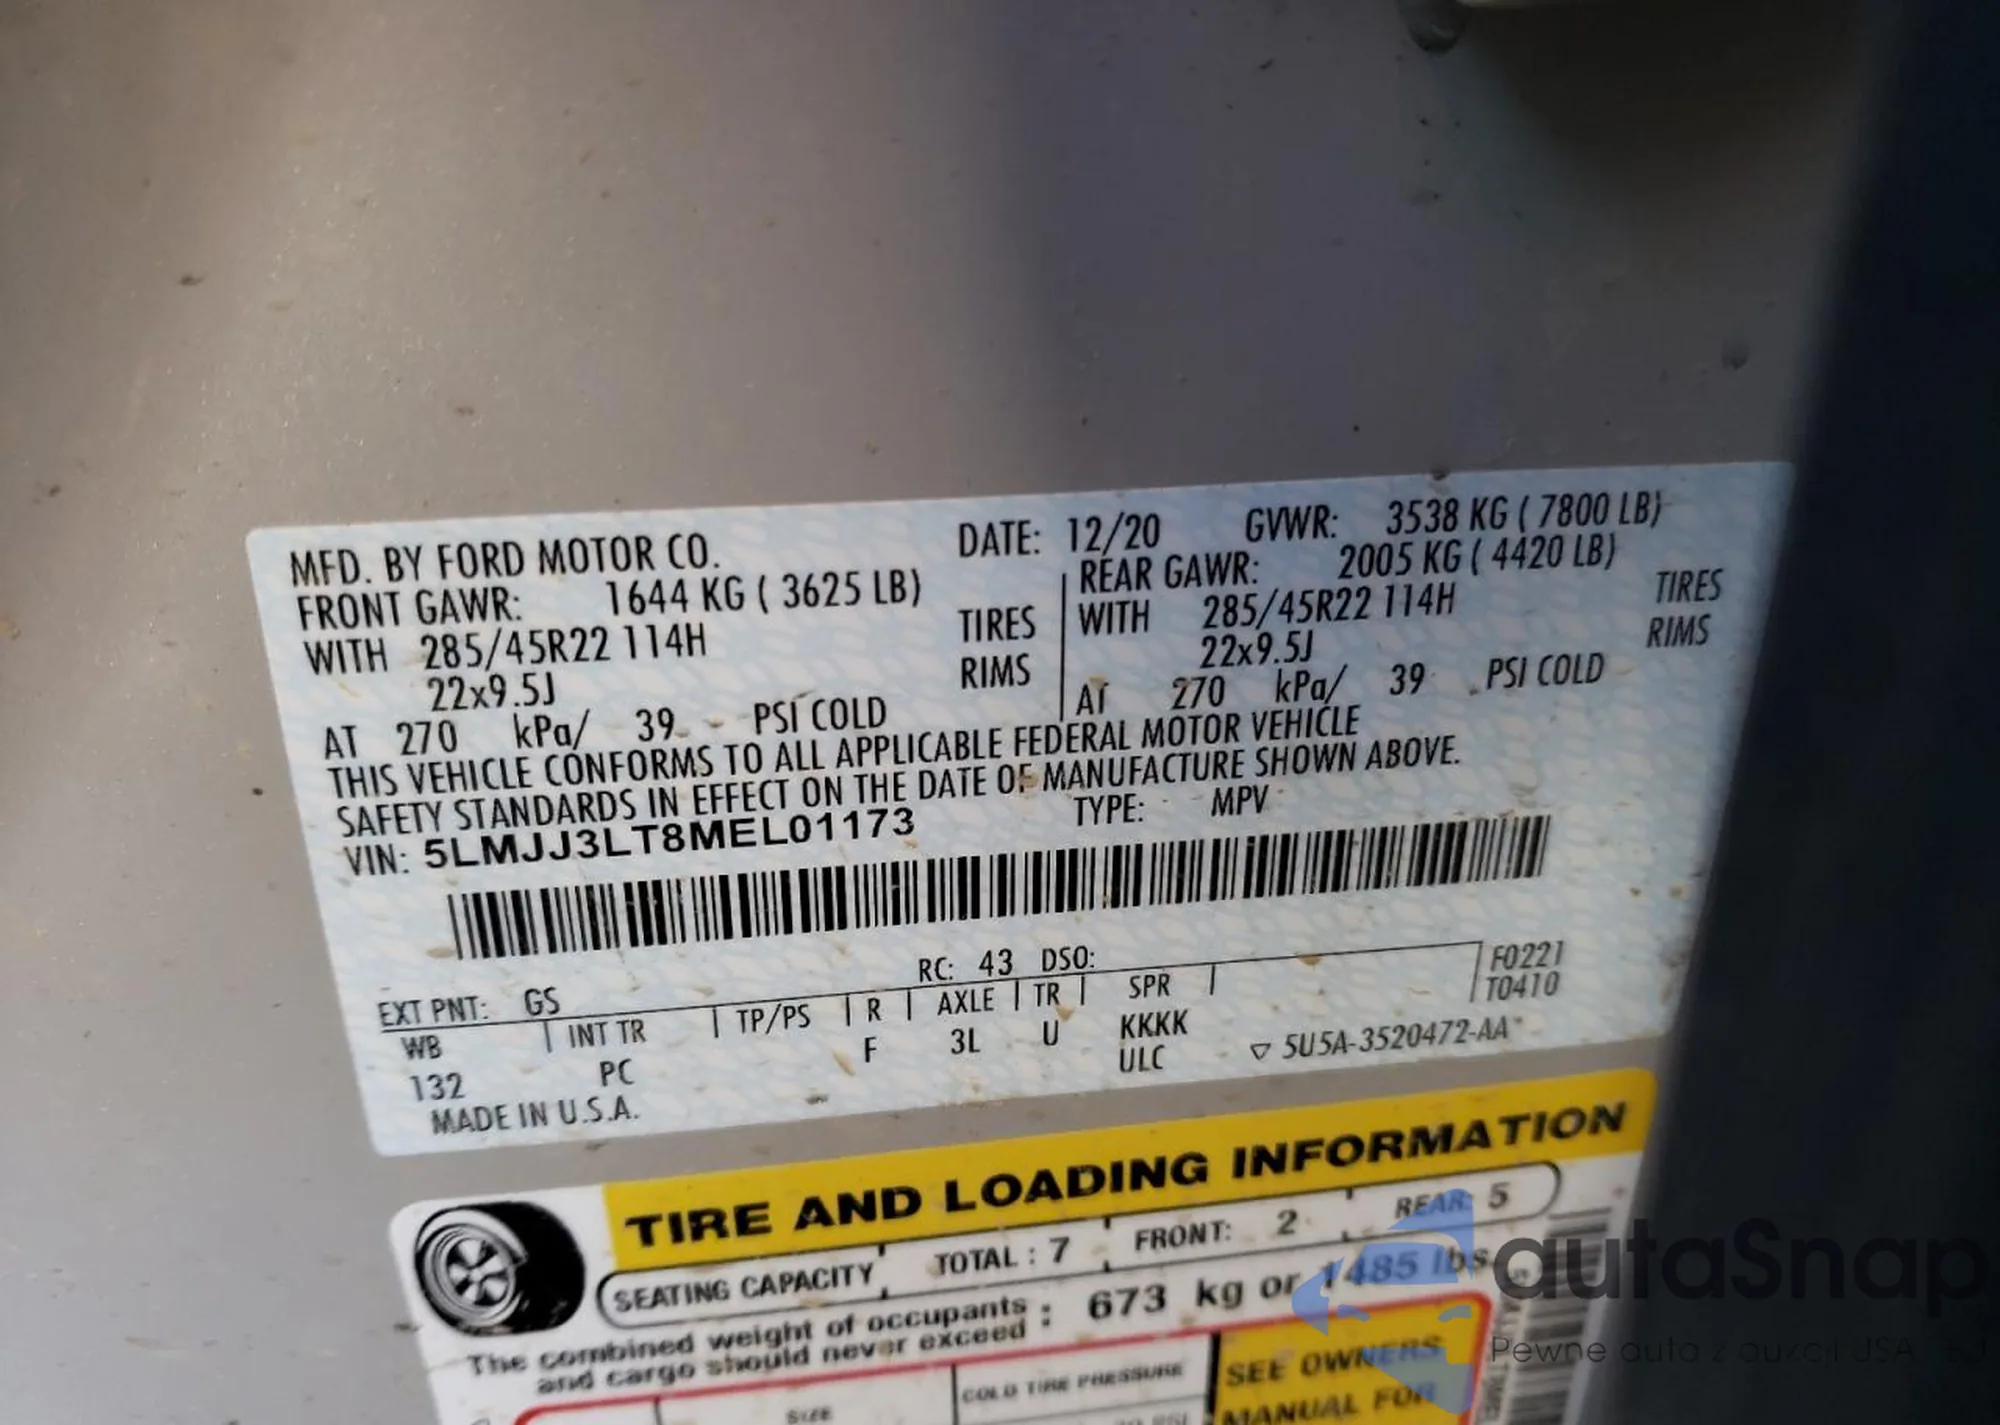 MFD. BY FORD MOTOR CO. DATE: 12/20 GVWR: 3538 KG ( 7800 LB)
FRONT GAWR: 1644 KG ( 3625 LB) REAR GAWR: 2005 KG ( 4420 LB)
WITH 285/45R22 114H TIRES WITH 285/45R22 114H TIRES
22x9.5J RIMS 22x9.5J RIMS
AT 270 kPa/ 39 PSI COLD AT 270 kPa/ 39 PSI COLD
THIS VEHICLE CONFORMS TO ALL APPLICABLE FEDERAL MOTOR VEHICLE
SAFETY STANDARDS IN EFFECT ON THE DATE OF MANUFACTURE SHOWN ABOVE.
VIN: 5LMJJ3LT8MEL01173 TYPE: MPV
EXT PNT: GS RC: 43 DSO: F0221
WB INT TR TP/PS R AXLE TR SPR T0410
132 PC F 3L U KKKK
ULC ▽ 5U5A-3520472-AA
MADE IN U.S.A.
TIRE AND LOADING INFORMATION
SEATING CAPACITY TOTAL : 7 FRONT: 2 REAR: 5
The combined weight of occupants : 673 kg or 1485 lbs.
and cargo should never exceed :
SIZE COLD TIRE PRESSURE SEE OWNERS
MANUAL FOR
autaSnap
Pewne auta z aukcji USA